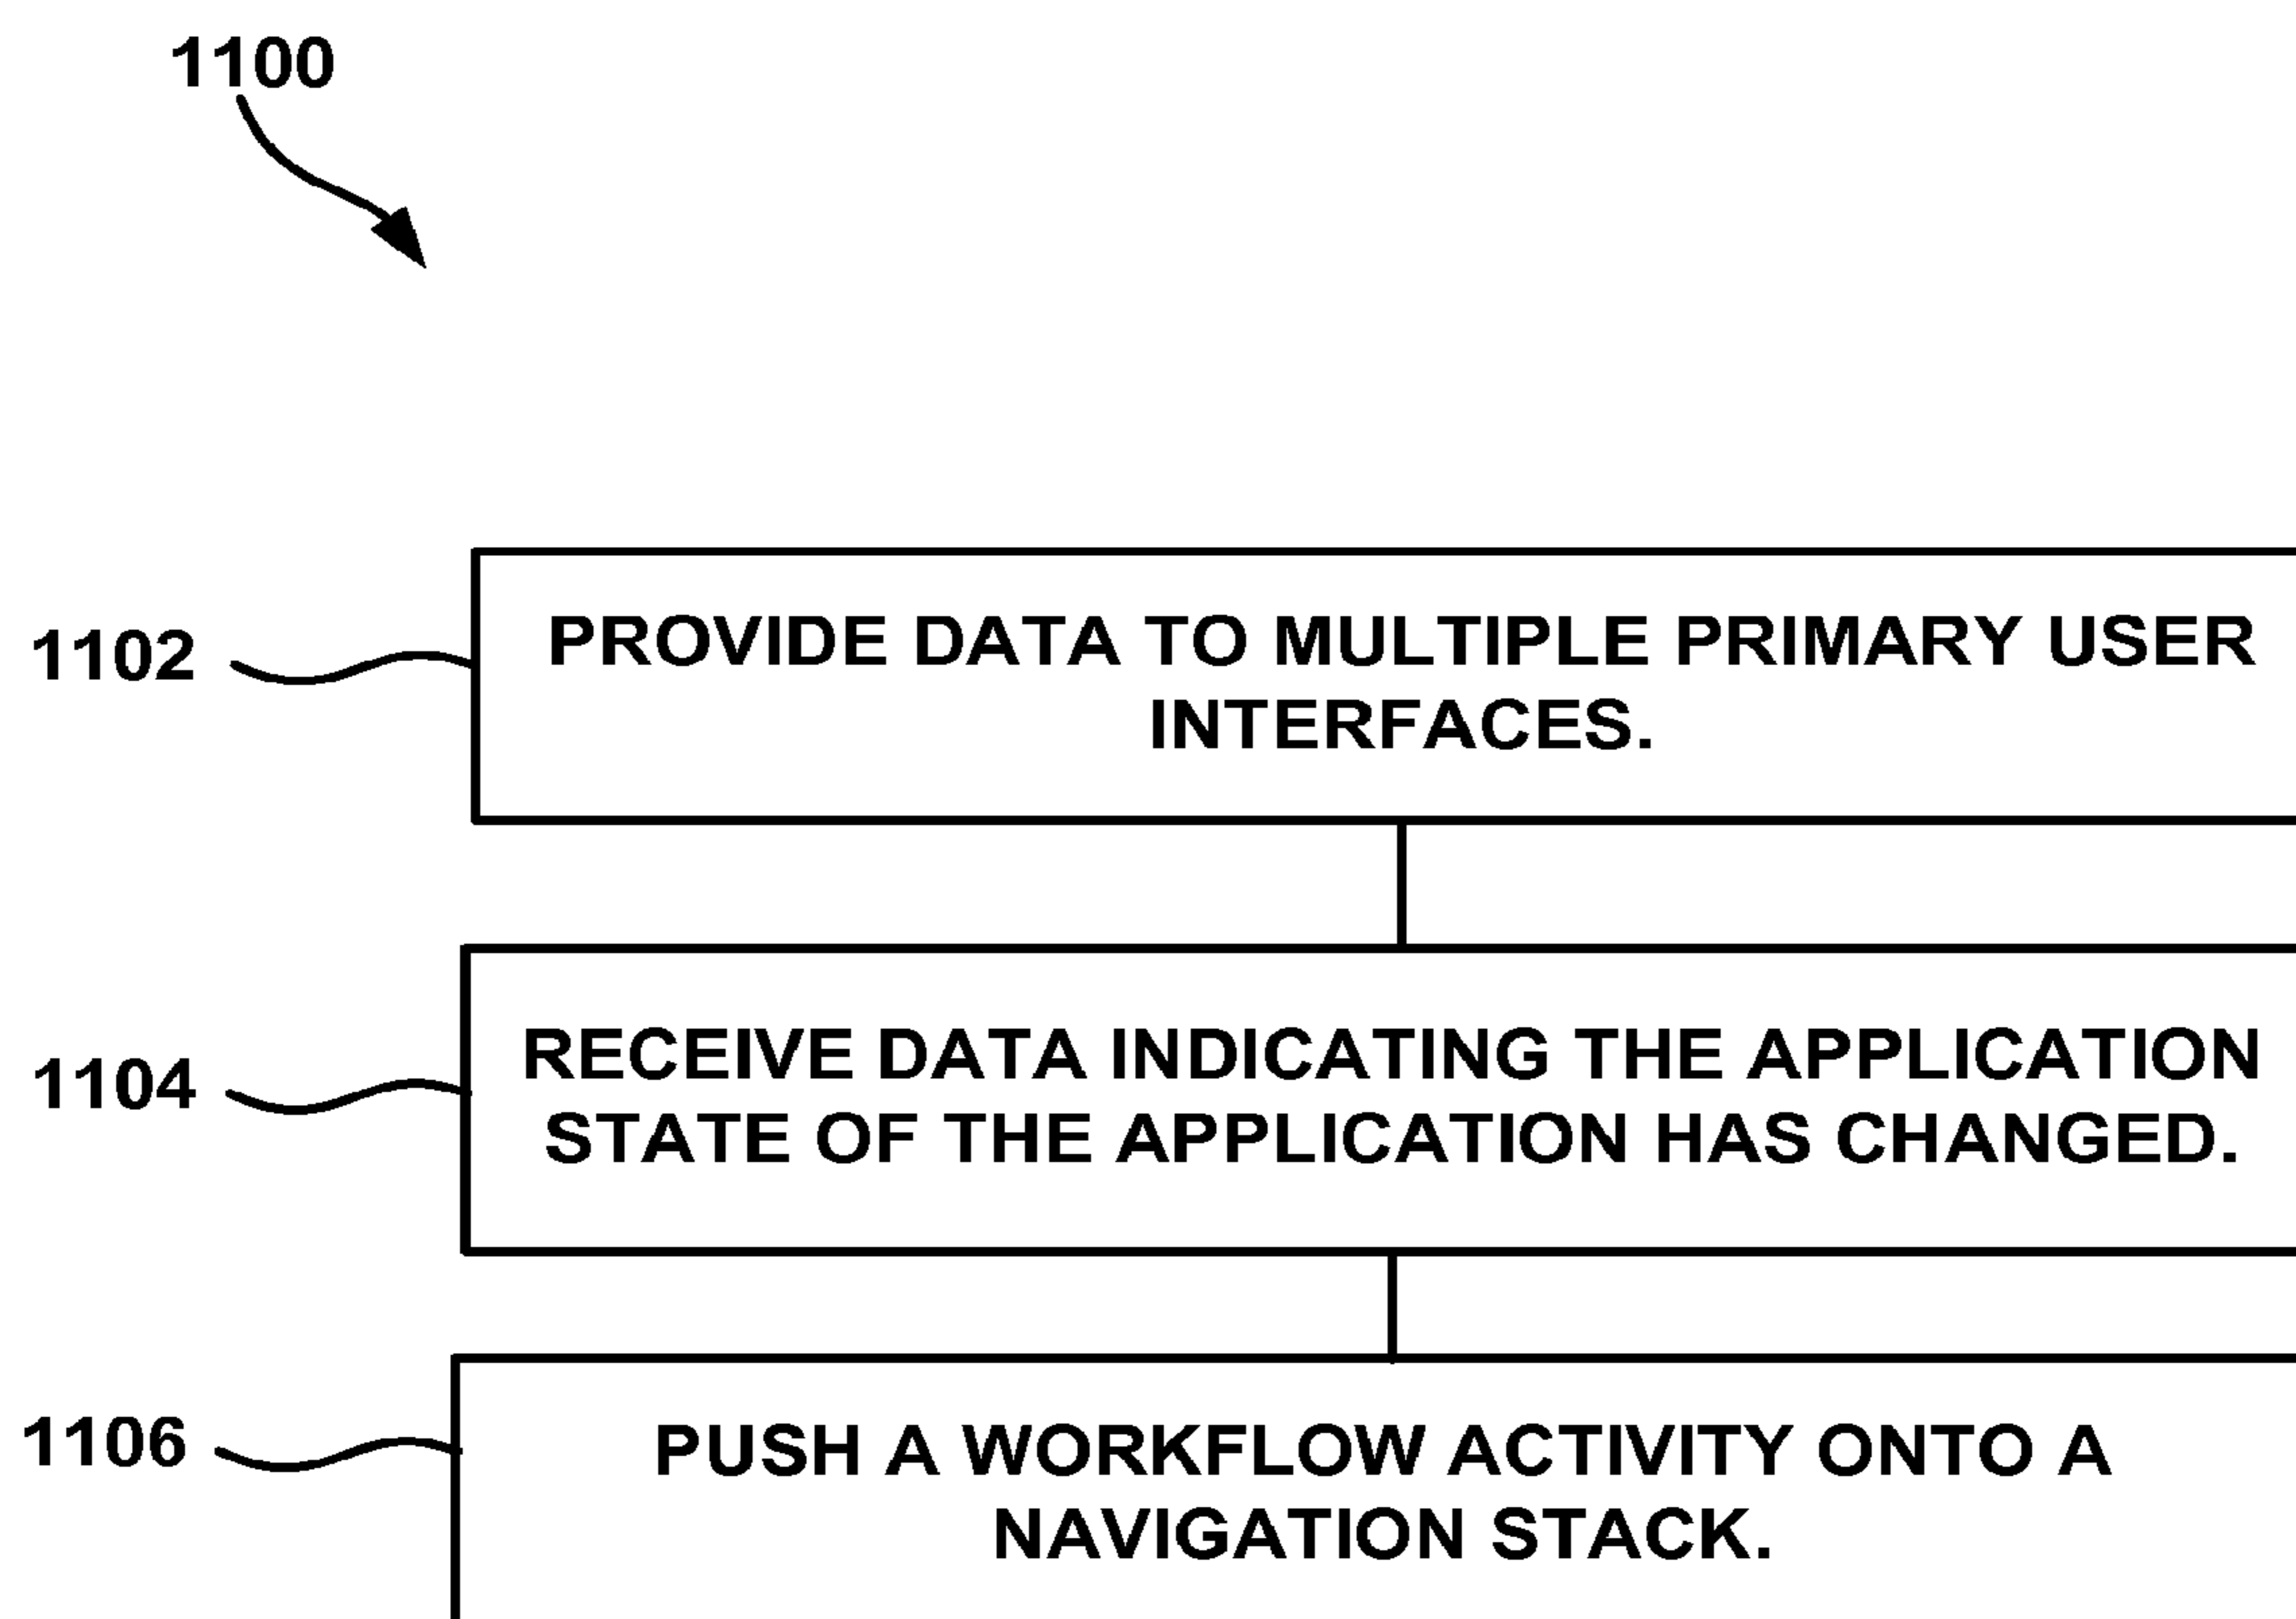 1100
1102
PROVIDE DATA TO MULTIPLE PRIMARY USER
INTERFACES.
1104
RECEIVE DATA INDICATING THE APPLICATION
STATE OF THE APPLICATION HAS CHANGED.
1106
PUSH A WORKFLOW ACTIVITY ONTO A
NAVIGATION STACK.